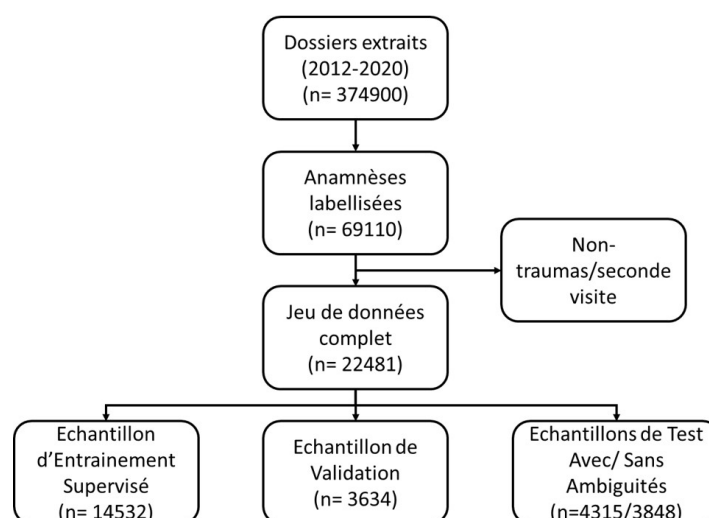 Dossiers extraits
(2012-2020)
(n= 374900)
Anamnèses
labellisées
(n= 69110)
Non-
traumas/seconde
visite
Jeu de données
complet
(n= 22481)
Echantillon
d'Entrainement
Supervisé
(n= 14532)
Echantillon de
Validation
(n= 3634)
Echantillons de Test
Avec/ Sans
Ambiguités
(n=4315/3848)